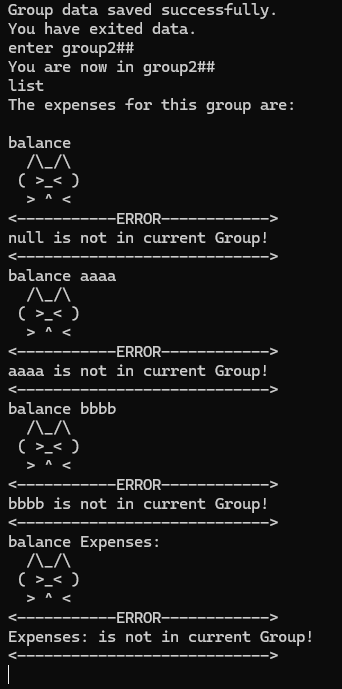 Group data saved successfully.
You have exited data.
enter group2##
You are now in group2##
list
The expenses for this group are:

balance
  /\_/\
 ( >_< )
  > ^ <
<-----------ERROR------------>
null is not in current Group!
<---------------------------->
balance aaaa
  /\_/\
 ( >_< )
  > ^ <
<-----------ERROR------------>
aaaa is not in current Group!
<---------------------------->
balance bbbb
  /\_/\
 ( >_< )
  > ^ <
<-----------ERROR------------>
bbbb is not in current Group!
<---------------------------->
balance Expenses:
  /\_/\
 ( >_< )
  > ^ <
<-----------ERROR------------>
Expenses: is not in current Group!
<---------------------------->